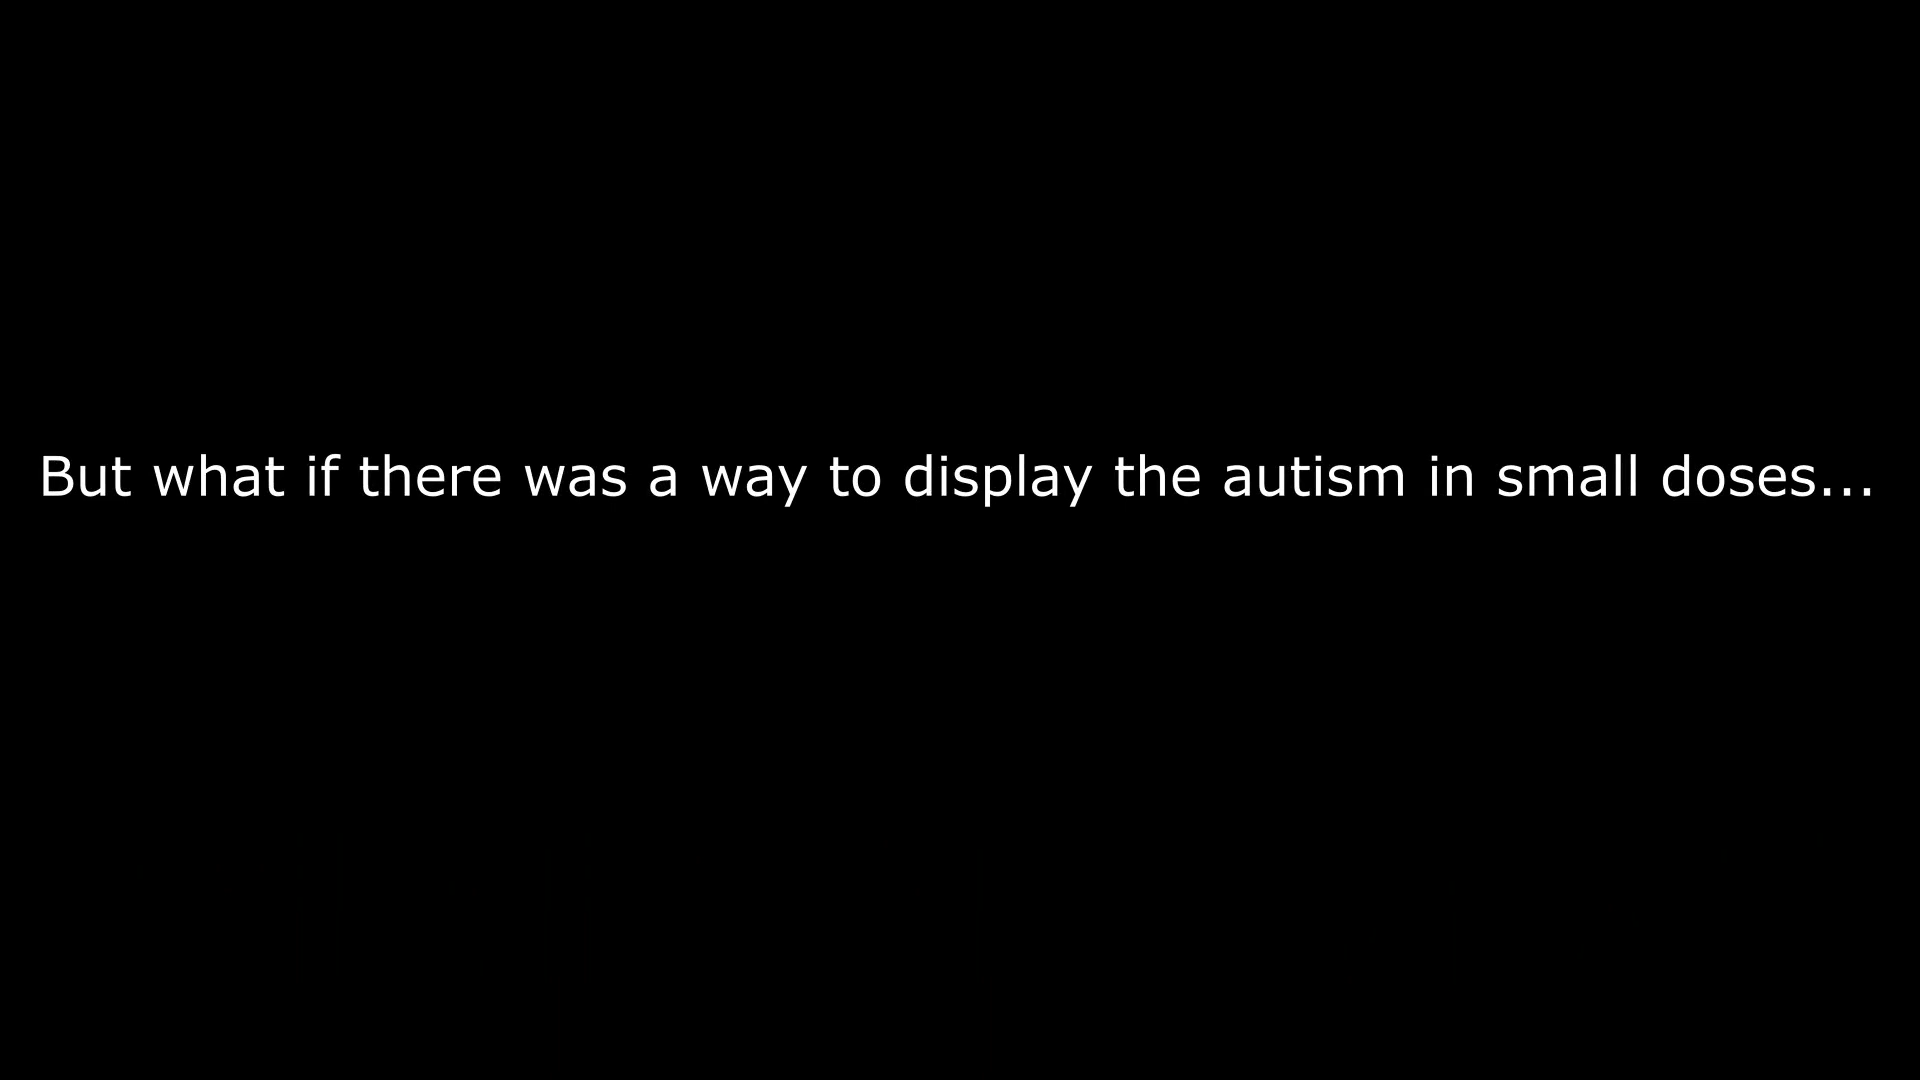 But what if there was a way to display the autism in small doses...